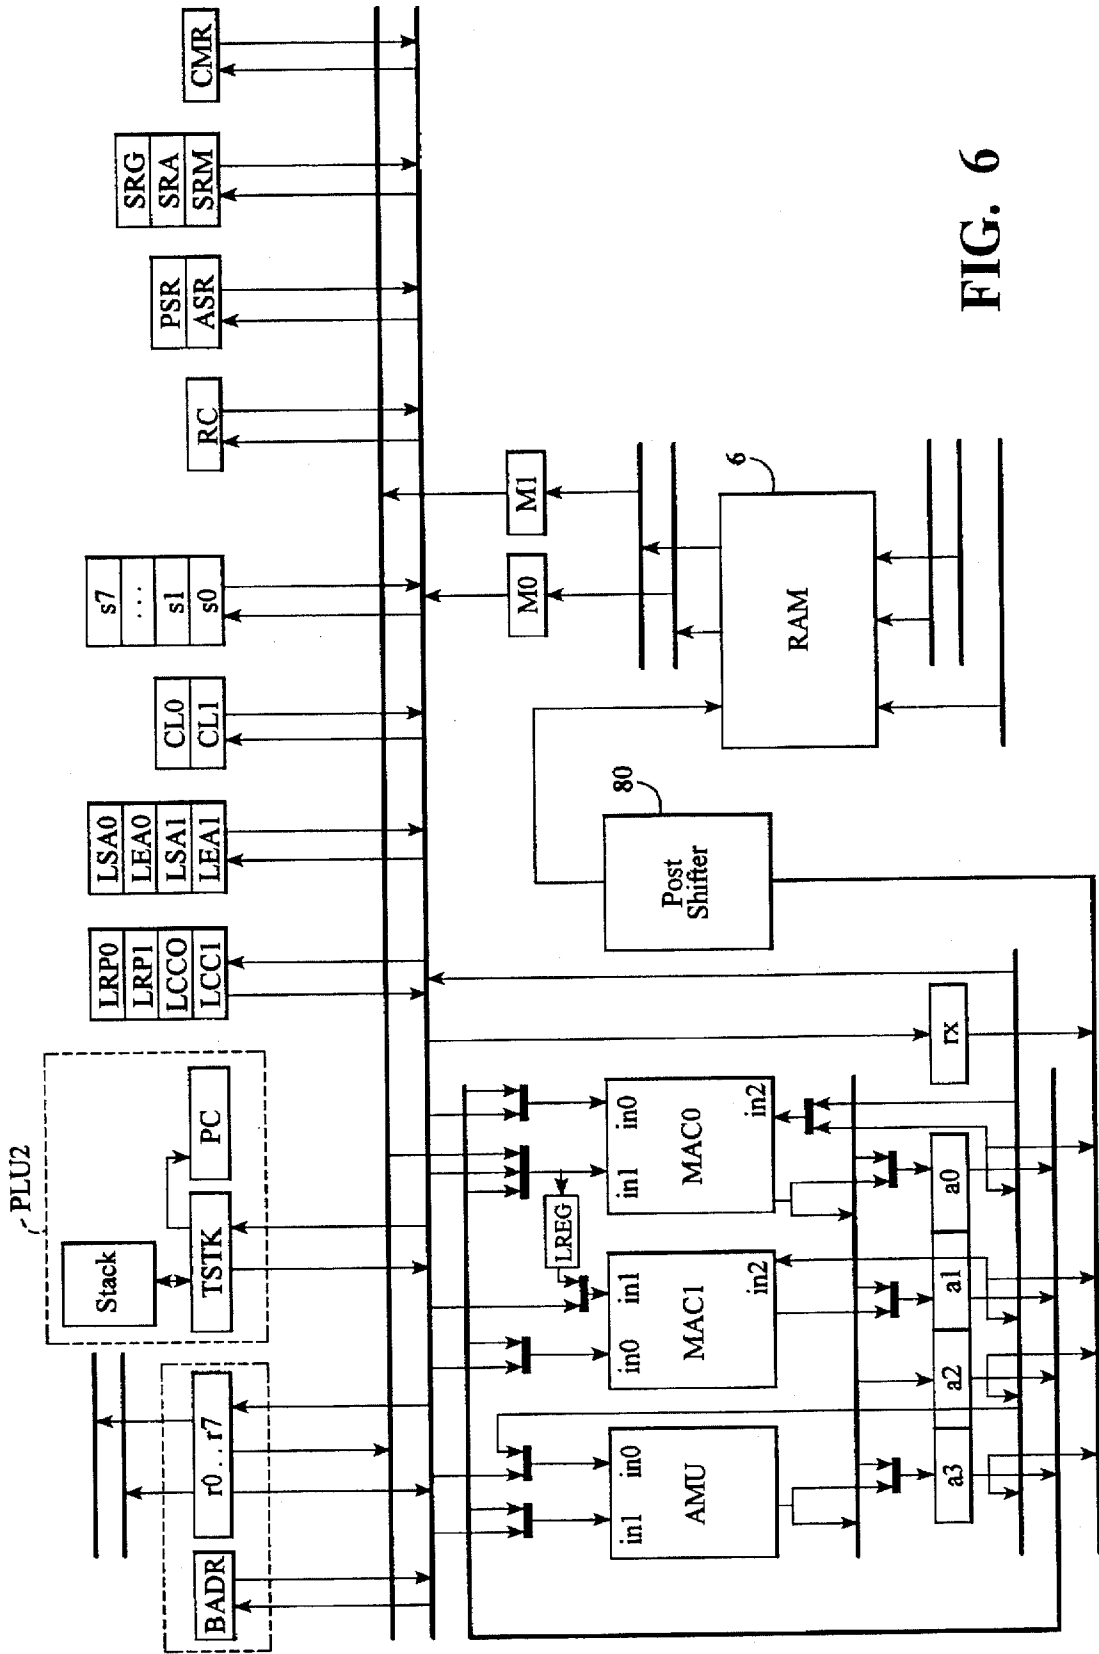 PLU2
Stack
TSTK
PC
BADR
r0 . . r7
LRP0
LRP1
LCCO
LCC1
LSA0
LEA0
LSA1
LEA1
CL0
CL1
s7
. . .
s1
s0
RC
PSR
ASR
SRG
SRA
SRM
CMR
M0
M1
LREG
in1
in0
AMU
in0
in1
MAC1
in2
in1
in0
MAC0
in2
a3
a2
a1
a0
rx
Post
Shifter
80
RAM
6
FIG. 6